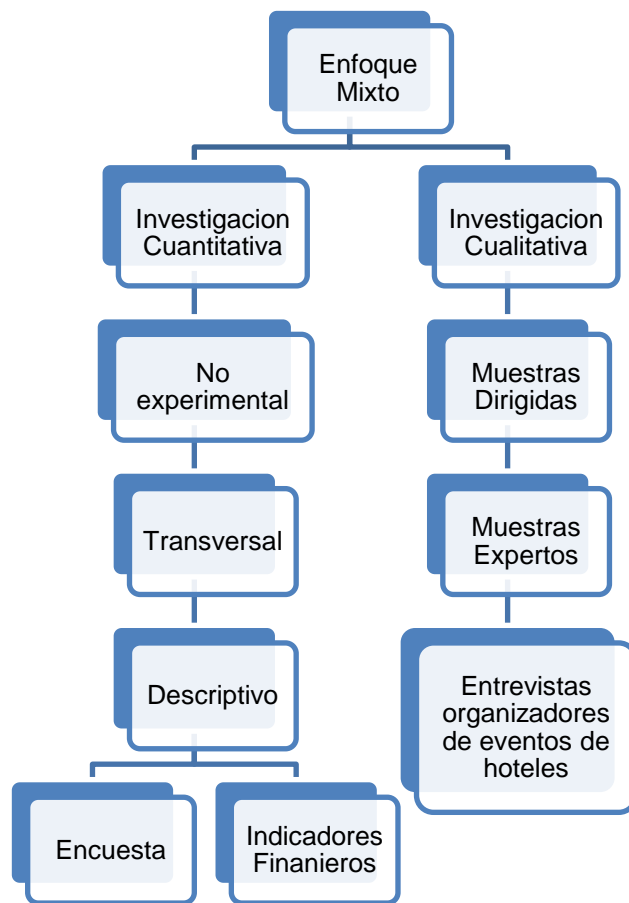 Enfoque
Mixto
Investigacion
Cuantitativa
Investigacion
Cualitativa
No
experimental
Muestras
Dirigidas
Transversal
Muestras
Expertos
Descriptivo
Entrevistas
organizadores
de eventos de
hoteles
Encuesta
Indicadores
Finanieros